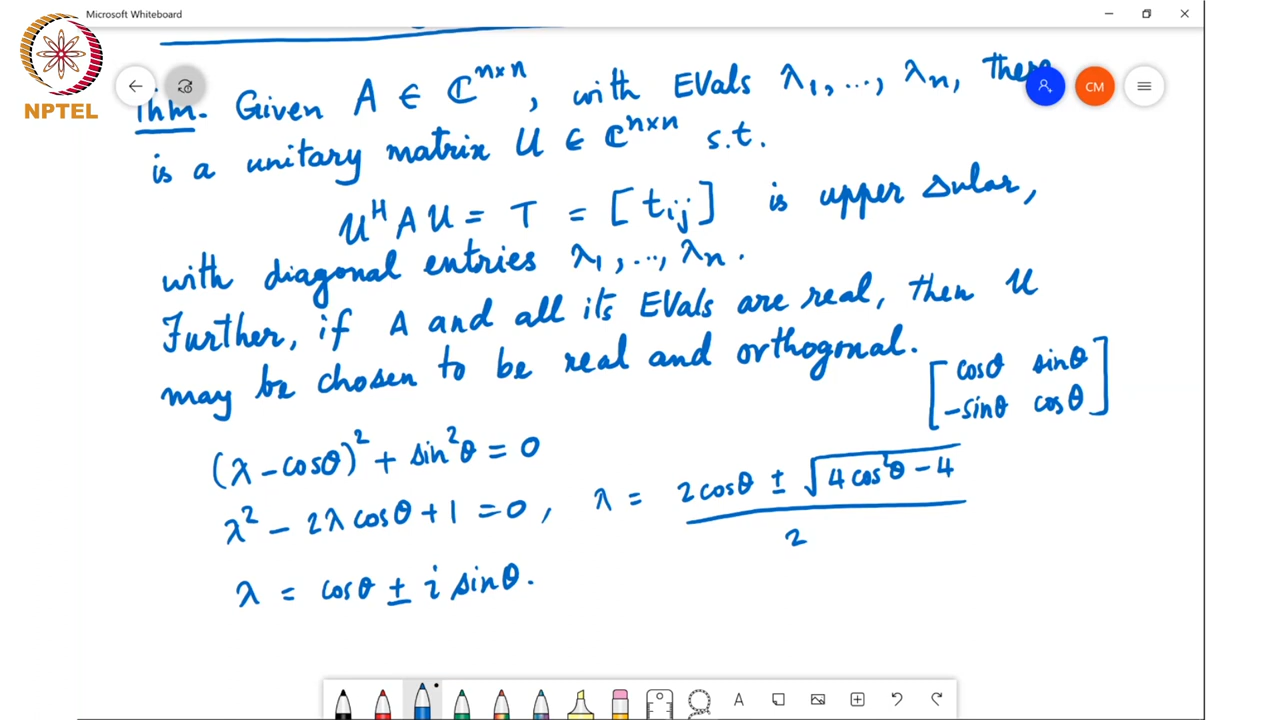 Microsoft Whiteboard
NPTEL
CM
Thm. Given A ∈ ℂ^{n×n}, with EVals λ₁, ..., λₙ, there
is a unitary matrix U ∈ ℂ^{n×n} s.t.
U^H A U = T = [t_{ij}] is upper Δular,
with diagonal entries λ₁, .., λₙ.
Further, if A and all its EVals are real, then U
may be chosen to be real and orthogonal.
[cosθ sinθ
-sinθ cosθ]
(λ - cosθ)² + sin²θ = 0
λ² - 2λ cosθ + 1 = 0, λ = (2cosθ ± √(4cos²θ - 4))/2
λ = cosθ ± i sinθ.
A